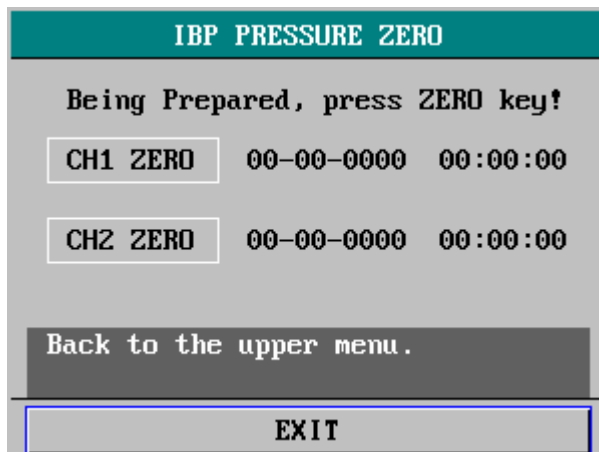 IBP PRESSURE ZERO
Being Prepared, press ZERO key!
CH1 ZERO 00-00-0000 00:00:00
CH2 ZERO 00-00-0000 00:00:00
Back to the upper menu.
EXIT